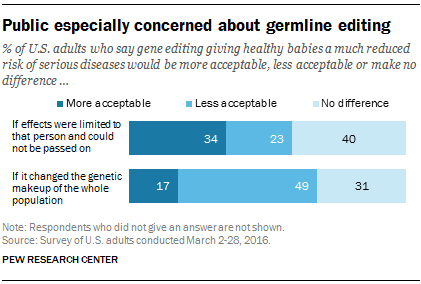 Public especially concerned about germline editing
% of U.S. adults who say gene editing giving healthy babies a much reduced
risk of serious diseases would be more acceptable, less acceptable or make no
difference ...
More acceptable Less acceptable No difference
If effects were limited to
that person and could
not be passed on
34 23 40
If it changed the genetic
makeup of the whole
population
17 49 31
Note: Respondents who did not give an answer are not shown.
Source: Survey of U.S. adults conducted March 2-28, 2016.
PEW RESEARCH CENTER